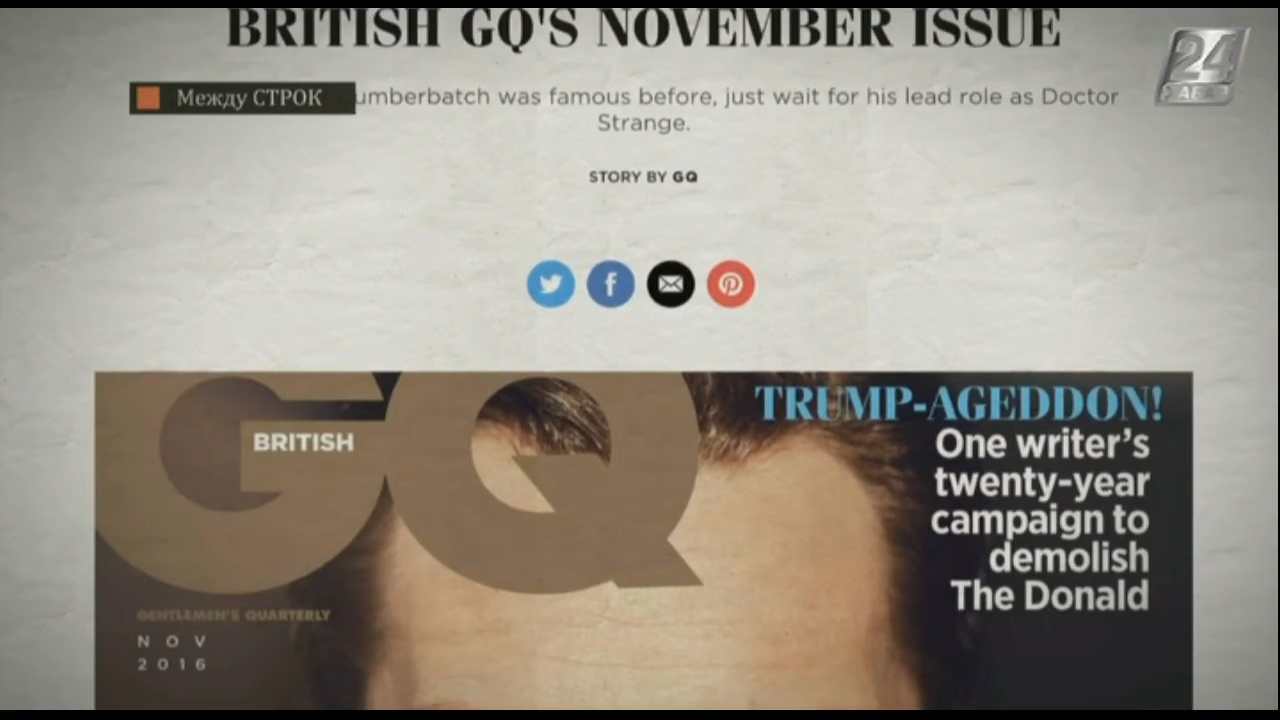 BRITISH GQ'S NOVEMBER ISSUE
24
Между СТРОК
umberbatch was famous before, just wait for his lead role as Doctor
Strange.
STORY BY GQ
GQ
BRITISH
TRUMP-AGEDDON!
One writer’s
twenty-year
campaign to
demolish
The Donald
GENTLEMEN'S QUARTERLY
NOV
2016